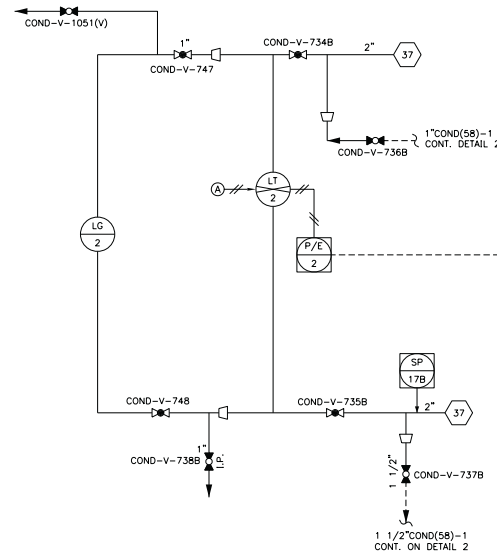 COND-V-1051(V)
1"
COND-V-747
COND-V-734B
2"
37
1"COND(58)-1
CONT. DETAIL 2
COND-V-736B
A
LT
2
LG
2
P/E
2
SP
17B
COND-V-748
COND-V-735B
2"
37
1"
COND-V-738B
I.P.
1 1/2"
COND-V-737B
1 1/2"COND(58)-1
CONT. ON DETAIL 2